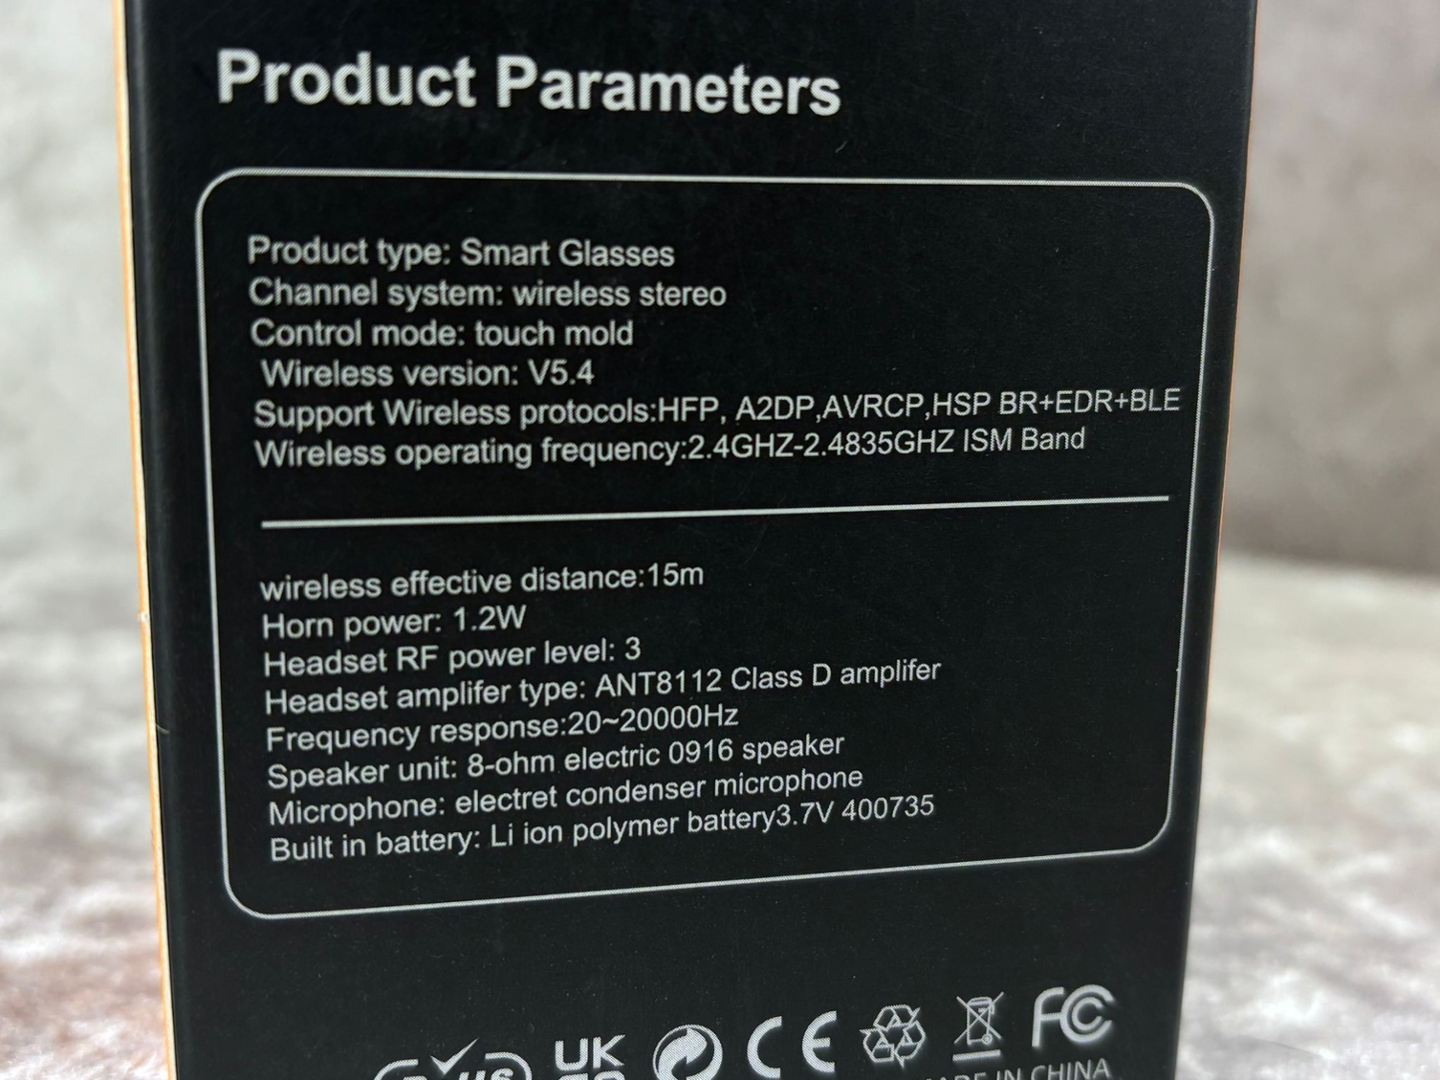 Product Parameters
Product type: Smart Glasses
Channel system: wireless stereo
Control mode: touch mold
Wireless version: V5.4
Support Wireless protocols:HFP, A2DP,AVRCP,HSP BR+EDR+BLE
Wireless operating frequency:2.4GHZ-2.4835GHZ ISM Band
wireless effective distance:15m
Horn power: 1.2W
Headset RF power level: 3
Headset amplifer type: ANT8112 Class D amplifer
Frequency response:20~20000Hz
Speaker unit: 8-ohm electric 0916 speaker
Microphone: electret condenser microphone
Built in battery: Li ion polymer battery3.7V 400735
UK
CE
FC
IN CHINA